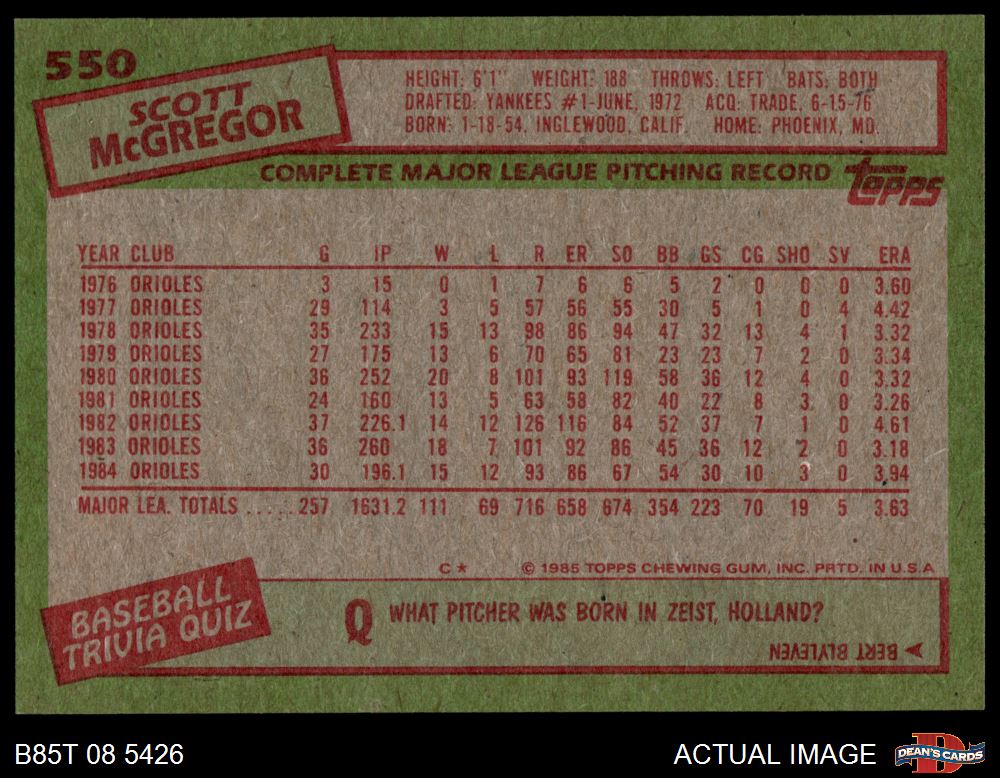 550
SCOTT
McGREGOR
HEIGHT: 6'1" WEIGHT: 188 THROWS: LEFT BATS: BOTH
DRAFTED: YANKEES #1-JUNE, 1972 ACQ: TRADE, 6-15-76
BORN: 1-18-54, INGLEWOOD, CALIF. HOME: PHOENIX, MD.
COMPLETE MAJOR LEAGUE PITCHING RECORD topps
YEAR CLUB G IP W L R ER SO BB GS CG SHO SV ERA
1976 ORIOLES 3 15 0 1 7 6 6 5 2 0 0 0 3.60
1977 ORIOLES 29 114 3 5 57 56 55 30 5 1 0 4 4.42
1978 ORIOLES 35 233 15 13 98 86 94 47 32 13 4 1 3.32
1979 ORIOLES 27 175 13 6 70 65 81 23 23 7 2 0 3.34
1980 ORIOLES 36 252 20 8 101 93 119 58 36 12 4 0 3.32
1981 ORIOLES 24 160 13 5 63 58 82 40 22 8 3 0 3.26
1982 ORIOLES 37 226.1 14 12 126 116 84 52 37 7 1 0 4.61
1983 ORIOLES 36 260 18 7 101 92 86 45 36 12 2 0 3.18
1984 ORIOLES 30 196.1 15 12 93 86 67 54 30 10 3 0 3.94
MAJOR LEA. TOTALS ..... 257 1631.2 111 69 716 658 674 354 223 70 19 5 3.63
C* © 1985 TOPPS CHEWING GUM, INC. PRTD. IN U.S.A
BASEBALL
TRIVIA QUIZ
Q WHAT PITCHER WAS BORN IN ZEIST, HOLLAND?
BERT BLYLEVEN
B85T 08 5426 ACTUAL IMAGE DEAN'S CARDS